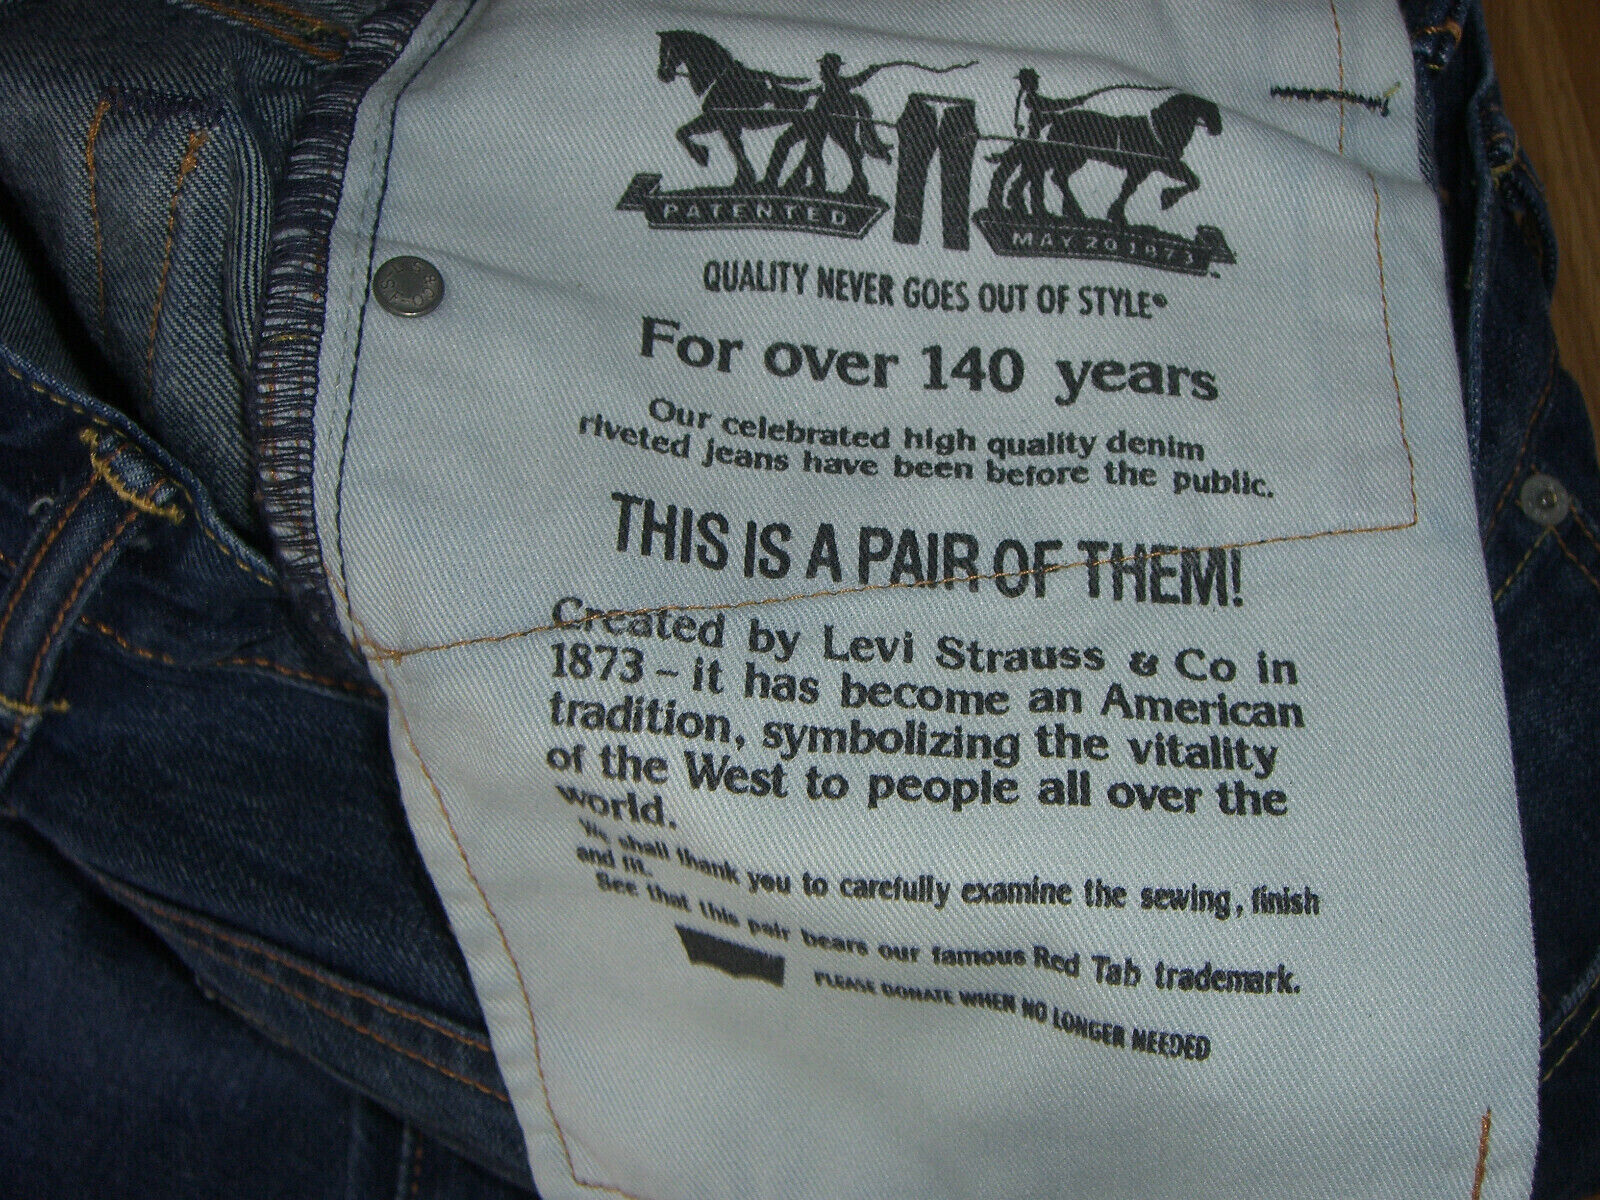 PATENTED
MAY 20 1873™
QUALITY NEVER GOES OUT OF STYLE®
For over 140 years
Our celebrated high quality denim
riveted jeans have been before the public.
THIS IS A PAIR OF THEM!
Created by Levi Strauss & Co in
1873 – it has become an American
tradition, symbolizing the vitality
of the West to people all over the
world.
We shall thank you to carefully examine the sewing, finish
and fit.
See that this pair bears our famous Red Tab trademark.
PLEASE DONATE WHEN NO LONGER NEEDED